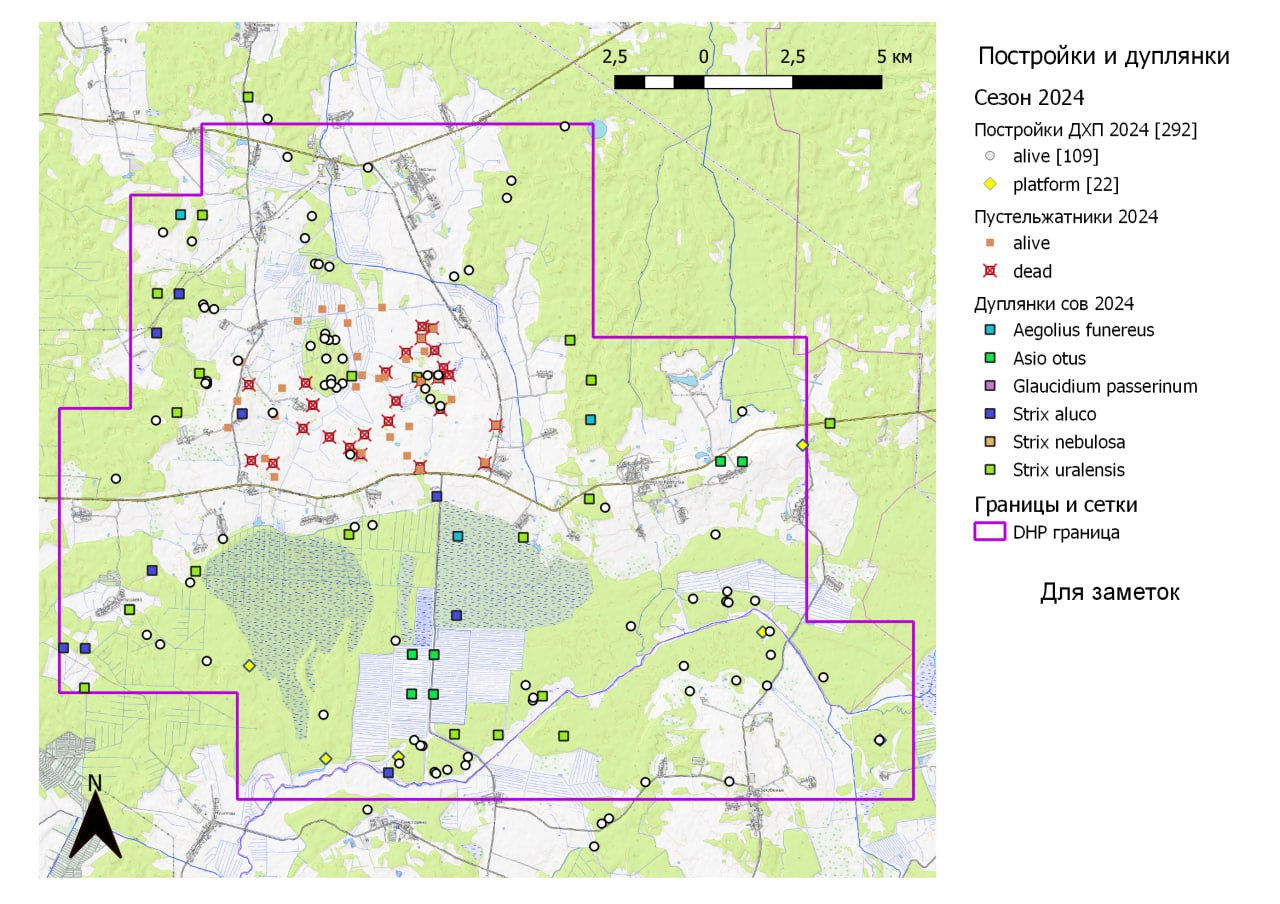 2,5 0 2,5 5 км
N
Постройки и дуплянки
Сезон 2024
Постройки ДХП 2024 [292]
alive [109]
platform [22]
Пустельжатники 2024
alive
dead
Дуплянки сов 2024
Aegolius funereus
Asio otus
Glaucidium passerinum
Strix aluco
Strix nebulosa
Strix uralensis
Границы и сетки
DHP граница
Для заметок